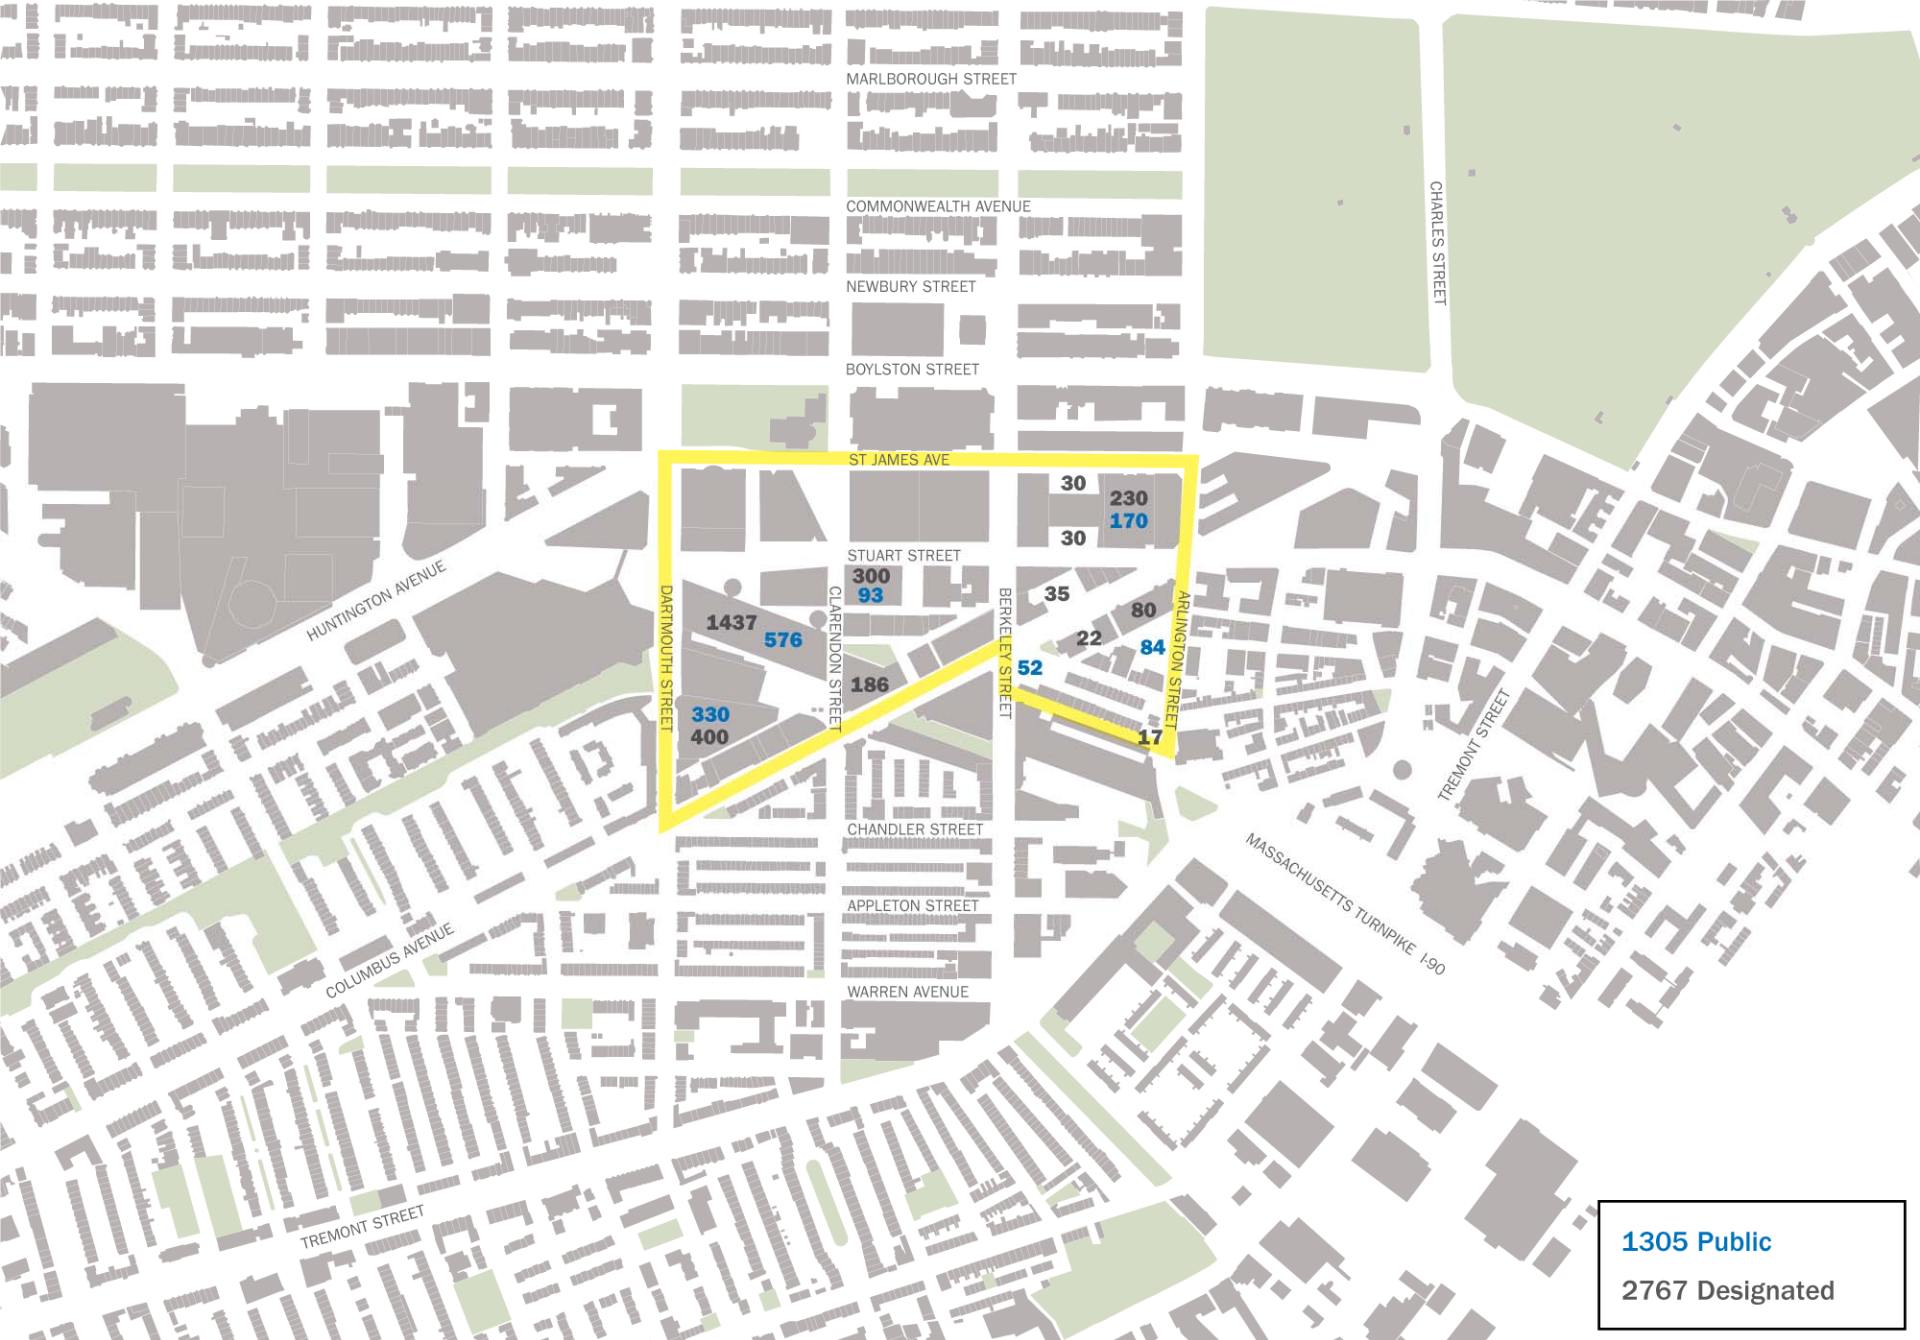 MARLBOROUGH STREET
COMMONWEALTH AVENUE
CHARLES STREET
NEWBURY STREET
BOYLSTON STREET
ST JAMES AVE
30
230
170
30
STUART STREET
300
93
HUNTINGTON AVENUE
DARTMOUTH STREET
CLARENDON STREET
BERKELEY STREET
ARLINGTON STREET
35
80
1437
576
22
84
52
186
330
400
17
TREMONT STREET
CHANDLER STREET
MASSACHUSETTS TURNPIKE I-90
APPLETON STREET
COLUMBUS AVENUE
WARREN AVENUE
TREMONT STREET
1305 Public
2767 Designated